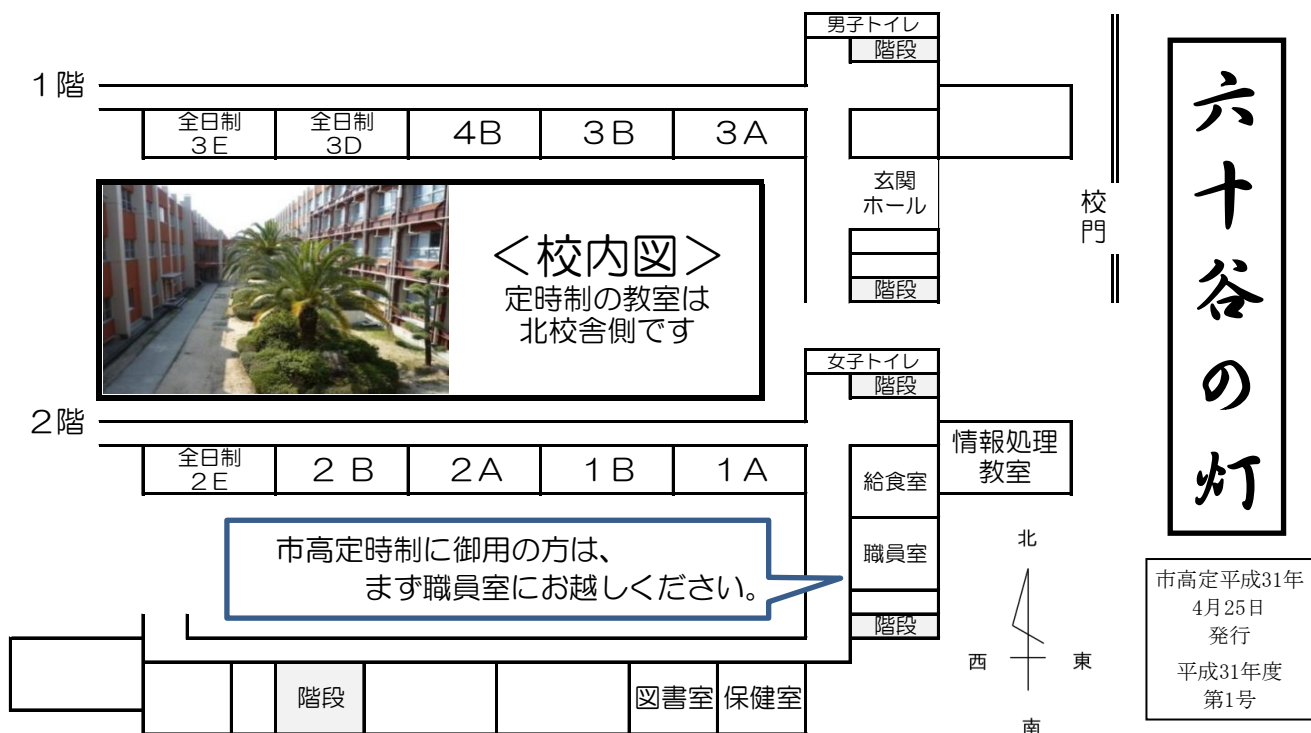 六十谷の灯
市高定平成31年
4月25日
発行
平成31年度
第1号
1階
男子トイレ
階段
全日制
3E
全日制
3D
4B
3B
3A
玄関
ホール
階段
校門
<校内図>
定時制の教室は
北校舎側です
2階
女子トイレ
階段
全日制
2E
2 B
2A
1B
1A
給食室
情報処理
教室
職員室
階段
市高定時制に御用の方は、
まず職員室にお越しください。
階段
図書室
保健室
北
西
東
南